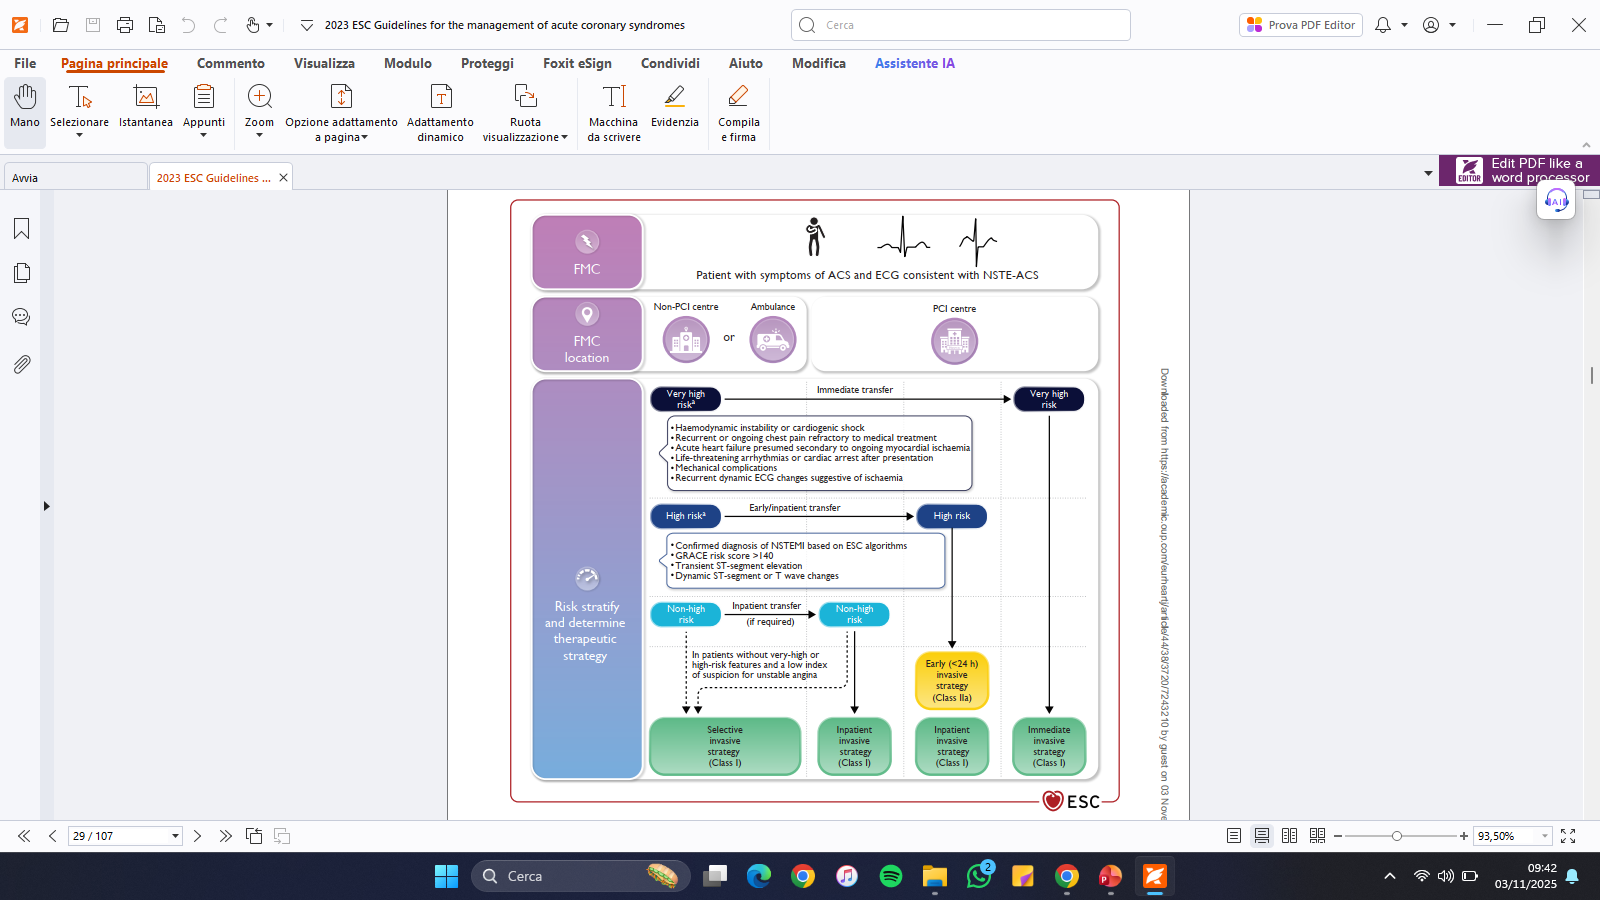 2023 ESC Guidelines for the management of acute coronary syndromes
Cerca
Prova PDF Editor
File
Pagina principale
Commento
Visualizza
Modulo
Proteggi
Foxit eSign
Condividi
Aiuto
Modifica
Assistente IA
Mano
Selezionare
Istantanea
Appunti
Zoom
Opzione adattamento
a pagina
Adattamento
dinamico
Ruota
visualizzazione
Macchina
da scrivere
Evidenzia
Compila
e firma
Avvia
2023 ESC Guidelines ...
EDITOR
Edit PDF like a
word processor
AI
FMC
Patient with symptoms of ACS and ECG consistent with NSTE-ACS
FMC
location
Non-PCI centre
or
Ambulance
PCI centre
Risk stratify
and determine
therapeutic
strategy
Very high
riskᵃ
Immediate transfer
Very high
risk
• Haemodynamic instability or cardiogenic shock
• Recurrent or ongoing chest pain refractory to medical treatment
• Acute heart failure presumed secondary to ongoing myocardial ischaemia
• Life-threatening arrhythmias or cardiac arrest after presentation
• Mechanical complications
• Recurrent dynamic ECG changes suggestive of ischaemia
High riskᵃ
Early/inpatient transfer
High risk
• Confirmed diagnosis of NSTEMI based on ESC algorithms
• GRACE risk score >140
• Transient ST-segment elevation
• Dynamic ST-segment or T wave changes
Non-high
risk
Inpatient transfer
(if required)
Non-high
risk
In patients without very-high or
high-risk features and a low index
of suspicion for unstable angina
Early (<24 h)
invasive
strategy
(Class IIa)
Selective
invasive
strategy
(Class I)
Inpatient
invasive
strategy
(Class I)
Inpatient
invasive
strategy
(Class I)
Immediate
invasive
strategy
(Class I)
ESC
Downloaded from https://academic.oup.com/eurheartj/article/44/38/3720/7243210 by guest on 03 Nove
29 / 107
93,50%
Cerca
2
09:42
03/11/2025